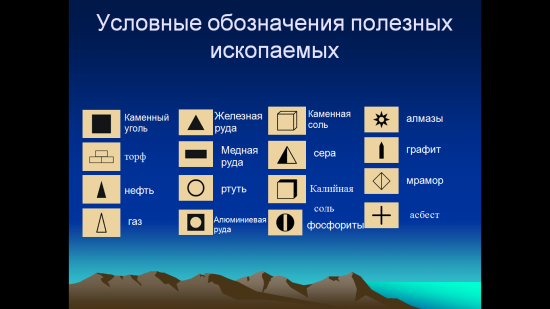 Условные обозначения полезных
ископаемых
Каменный
уголь
торф
нефть
газ
Железная
руда
Медная
руда
ртуть
Алюминиевая
руда
Каменная
соль
сера
Калийная
соль
фосфориты
алмазы
графит
мрамор
асбест